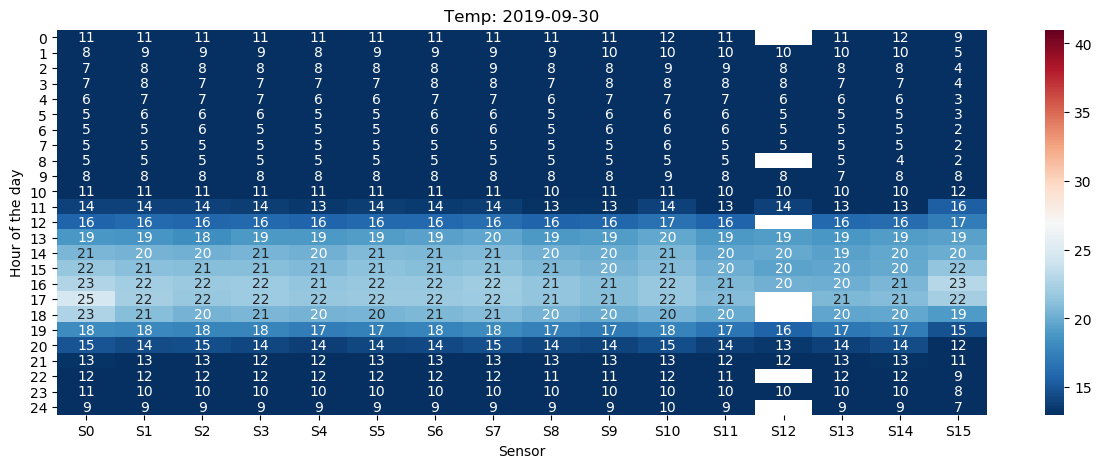 Temp: 2019-09-30
0 11 11 11 11 11 11 11 11 11 11 12 11 11 12 9
1 8 9 9 9 8 9 9 9 9 10 10 10 10 10 10 5
2 7 8 8 8 8 8 8 9 8 8 9 9 8 8 8 4
3 7 8 7 7 7 7 8 8 7 8 8 8 8 7 7 4
4 6 7 7 7 6 6 7 7 6 7 7 7 6 6 6 3
5 5 6 6 6 5 5 6 6 5 6 6 6 5 5 5 3
6 5 5 6 5 5 5 6 6 5 6 6 6 5 5 5 2
7 5 5 5 5 5 5 5 5 5 5 6 5 5 5 5 2
8 5 5 5 5 5 5 5 5 5 5 5 5 5 4 2
9 8 8 8 8 8 8 8 8 8 8 9 8 8 7 8 8
10 11 11 11 11 11 11 11 11 10 11 11 10 10 10 10 12
11 14 14 14 14 13 14 14 14 13 13 14 13 14 13 13 16
12 16 16 16 16 16 16 16 16 16 16 17 16 16 16 17
13 19 19 18 19 19 19 19 20 19 19 20 19 19 19 19 19
14 21 20 20 21 20 21 21 21 20 20 21 20 20 19 20 20
15 22 21 21 21 21 21 21 21 21 20 21 20 20 20 20 22
16 23 22 22 22 21 22 22 22 21 21 22 21 20 20 21 23
17 25 22 22 22 22 22 22 22 21 21 22 21 21 21 22
18 23 21 20 21 20 20 21 21 20 20 20 20 20 20 19
19 18 18 18 18 17 17 18 18 17 17 18 17 16 17 17 15
20 15 14 15 14 14 14 14 15 14 14 15 14 13 14 14 12
21 13 13 13 12 12 13 13 13 13 13 13 12 12 13 13 11
22 12 12 12 12 12 12 12 12 11 11 12 11 12 12 9
23 11 10 10 10 10 10 10 10 10 10 10 10 10 10 10 8
24 9 9 9 9 9 9 9 9 9 9 10 9 9 9 7
S0 S1 S2 S3 S4 S5 S6 S7 S8 S9 S10 S11 S12 S13 S14 S15
Sensor
Hour of the day
40
35
30
25
20
15